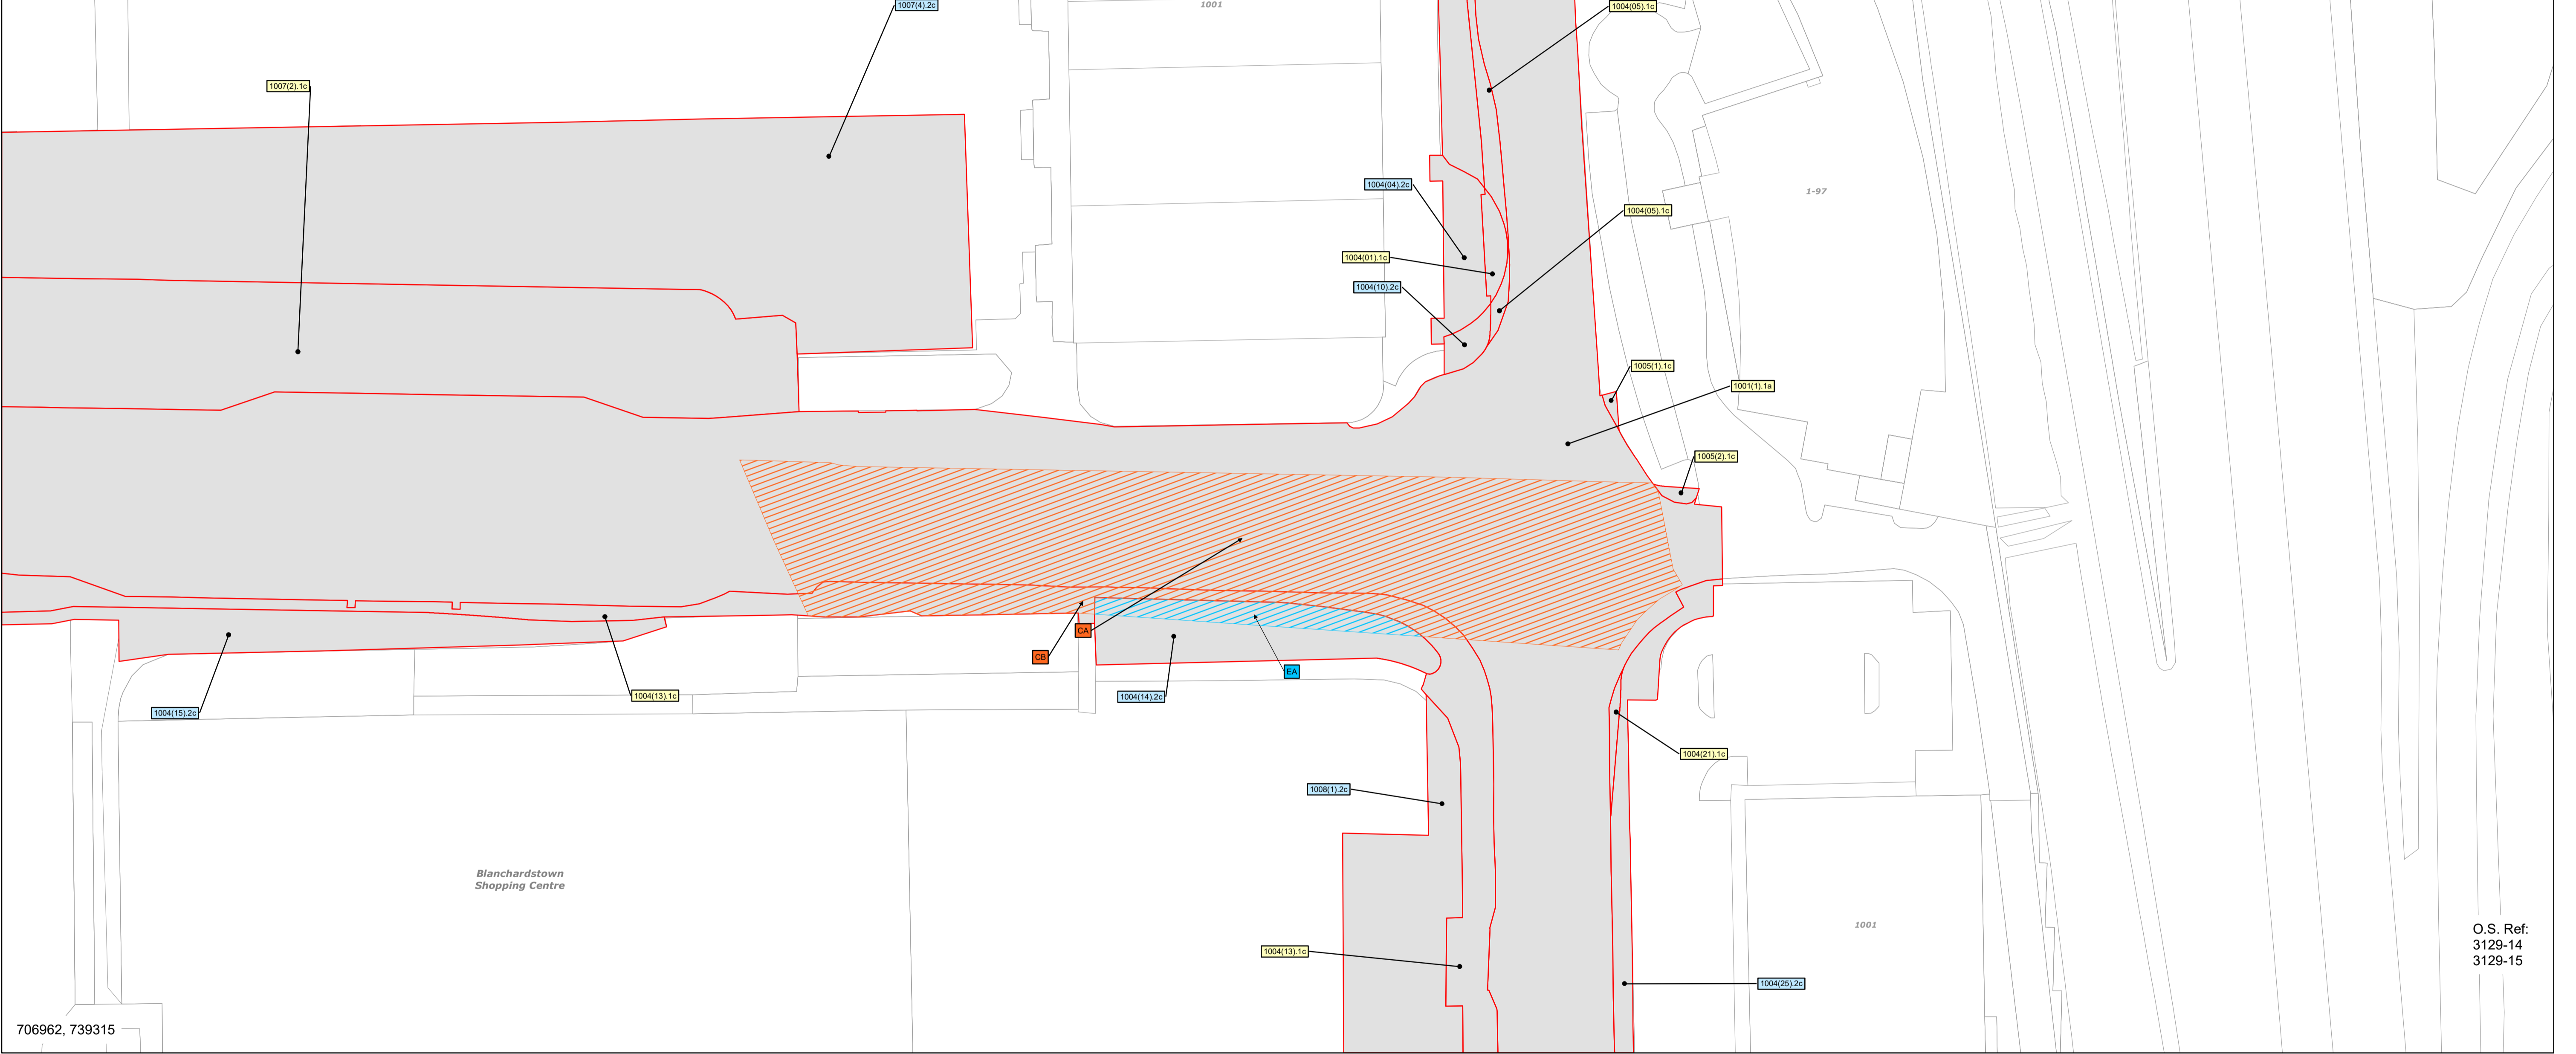 1007(4).2c
1001
1004(05).1c
1007(2).1c
1004(04).2c
1-97
1004(05).1c
1004(01).1c
1004(10).2c
1005(1).1c
1001(1).1a
1005(2).1c
CA
CB
EA
1004(13).1c
1004(14).2c
1004(15).2c
1004(21).1c
1008(1).2c
Blanchardstown
Shopping Centre
1001
1004(13).1c
1004(25).2c
O.S. Ref:
3129-14
3129-15
706962, 739315